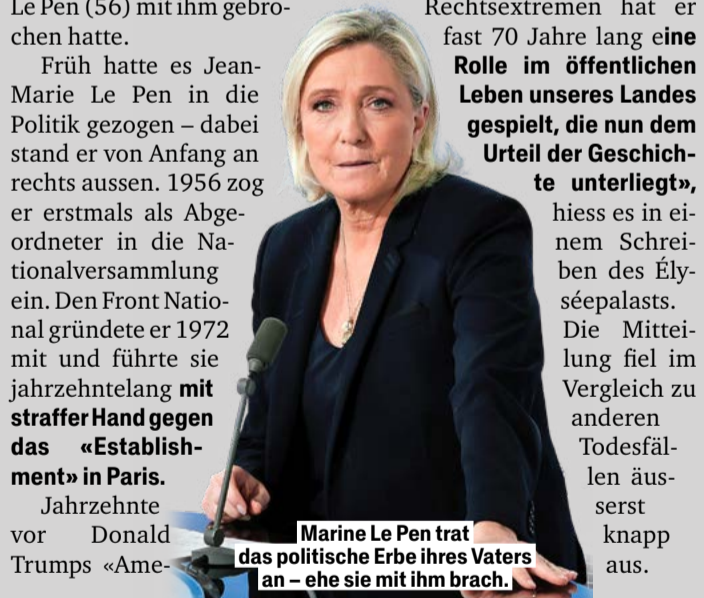 Le Pen (56) mit ihm gebro-
chen hatte.
Früh hatte es Jean-
Marie Le Pen in die
Politik gezogen – dabei
stand er von Anfang an
rechts aussen. 1956 zog
er erstmals als Abge-
ordneter in die Na-
tionalversammlung
ein. Den Front Natio-
nal gründete er 1972
mit und führte sie
jahrzehntelang mit
straffer Hand gegen
das «Establish-
ment» in Paris.
Jahrzehnte
vor Donald
Trumps «Ame-
Rechtsextremen hat er
fast 70 Jahre lang eine
Rolle im öffentlichen
Leben unseres Landes
gespielt, die nun dem
Urteil der Geschich-
te unterliegt»,
hiess es in ei-
nem Schrei-
ben des Ély-
séepalasts.
Die Mittei-
lung fiel im
Vergleich zu
anderen
Todesfäl-
len äus-
serst
knapp
aus.
Marine Le Pen trat
das politische Erbe ihres Vaters
an – ehe sie mit ihm brach.